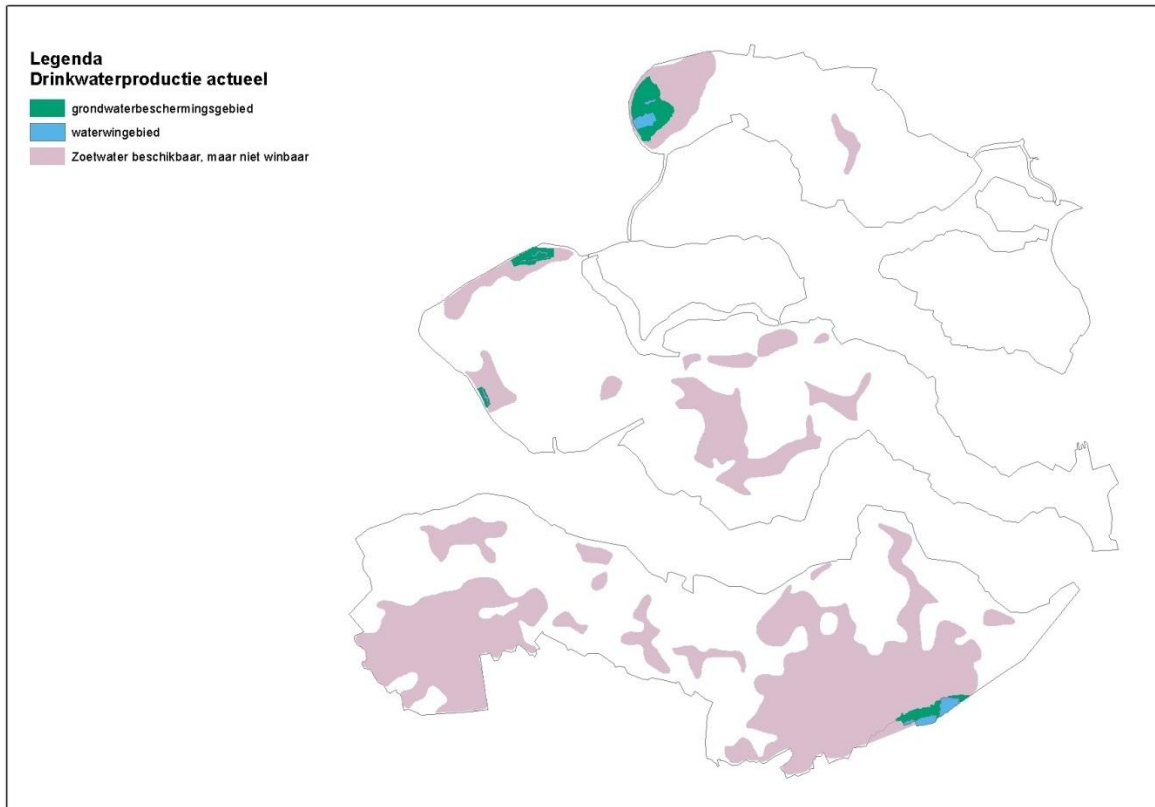 Legenda
Drinkwaterproductie actueel
grondwaterbeschermingsgebied
waterwingebied
Zoetwater beschikbaar, maar niet winbaar